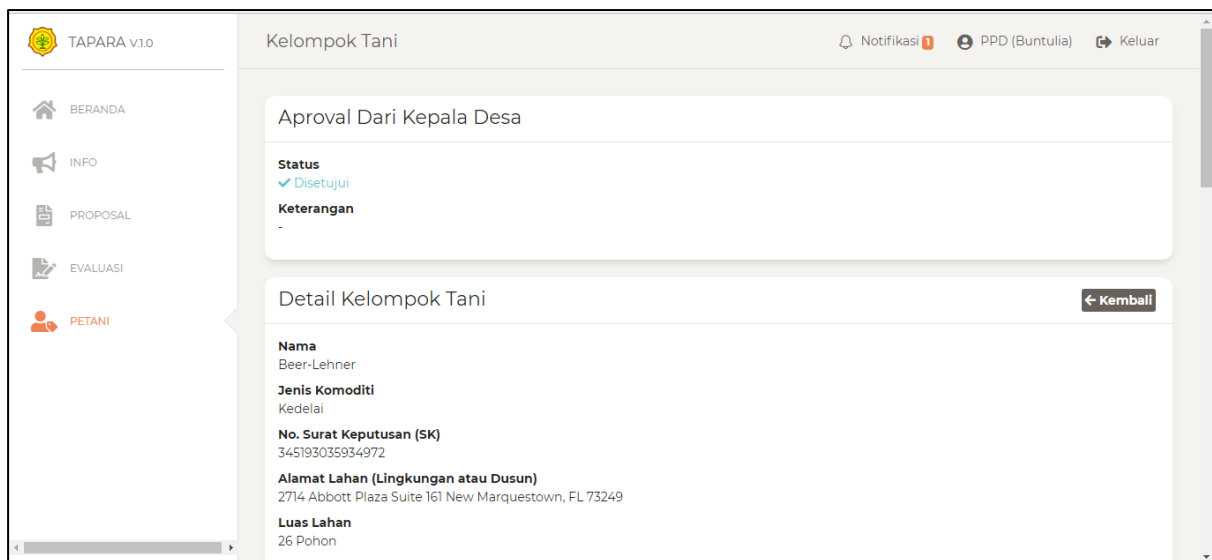 TAPARA V.1.0
Kelompok Tani
Notifikasi 1
PPD (Buntulia)
Keluar
BERANDA
INFO
PROPOSAL
EVALUASI
PETANI
Aproval Dari Kepala Desa
Status
Disetujui
Keterangan
-
Detail Kelompok Tani
Kembali
Nama
Beer-Lehner
Jenis Komoditi
Kedelai
No. Surat Keputusan (SK)
345193035934972
Alamat Lahan (Lingkungan atau Dusun)
2714 Abbott Plaza Suite 161 New Marquestown, FL 73249
Luas Lahan
26 Pohon